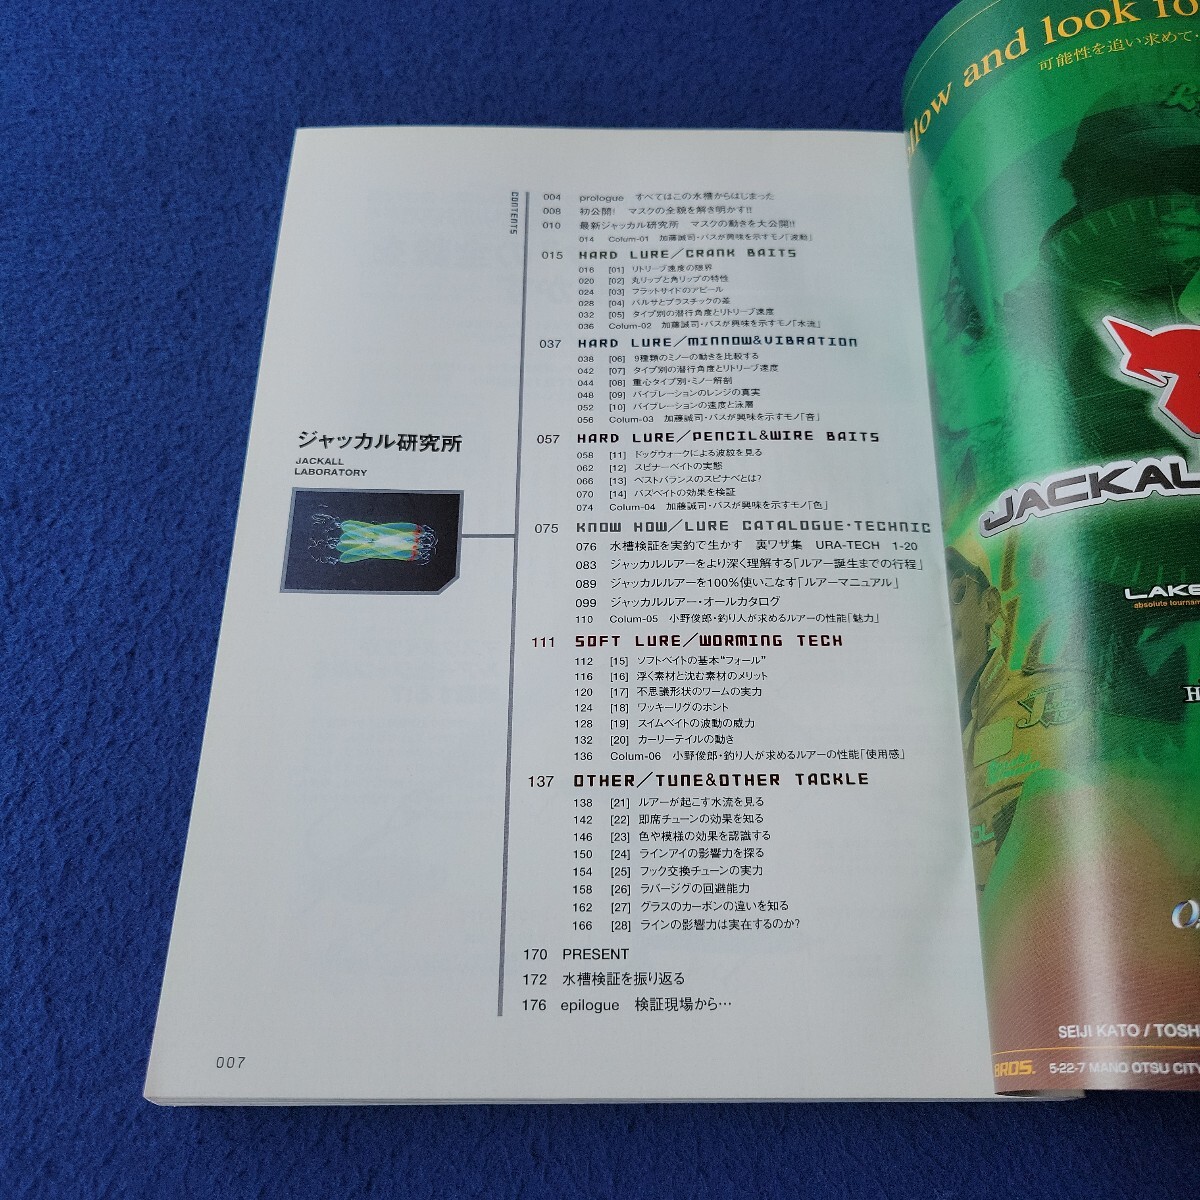 CONTENTS
004 prologue すべてはこの水槽からはじまった
008 初公開! マスクの全貌を解き明かす!!
010 最新ジャッカル研究所 マスクの動きを大公開!!
014 Colum-01 加藤誠司・バスが興味を示すモノ「波動」
015 HARD LURE/CRANK BAITS
016 [01] リトリーブ速度の限界
020 [02] 丸リップと角リップの特性
024 [03] フラットサイドのアピール
028 [04] バルサとプラスチックの差
032 [05] タイプ別の潜行角度とリトリーブ速度
036 Colum-02 加藤誠司・バスが興味を示すモノ「水流」
037 HARD LURE/MINNOW&VIBRATION
038 [06] 9種類のミノーの動きを比較する
042 [07] タイプ別の潜行角度とリトリーブ速度
044 [08] 重心タイプ別・ミノー解剖
048 [09] バイブレーションのレンジの真実
052 [10] バイブレーションの速度と泳層
056 Colum-03 加藤誠司・バスが興味を示すモノ「音」
057 HARD LURE/PENCIL&WIRE BAITS
058 [11] ドッグウォークによる波紋を見る
062 [12] スピナーベイトの実態
066 [13] ベストバランスのスピナベとは?
070 [14] バズベイトの効果を検証
074 Colum-04 加藤誠司・バスが興味を示すモノ「色」
075 KNOW HOW/LURE CATALOGUE・TECHNIC
076 水槽検証を実釣で生かす 裏ワザ集 URA-TECH 1-20
083 ジャッカルルアーをより深く理解する「ルアー誕生までの行程」
089 ジャッカルルアーを100%使いこなす「ルアーマニュアル」
099 ジャッカルルアー・オールカタログ
110 Colum-05 小野俊郎・釣り人が求めるルアーの性能「魅力」
111 SOFT LURE/WORMING TECH
112 [15] ソフトベイトの基本"フォール"
116 [16] 浮く素材と沈む素材のメリット
120 [17] 不思議形状のワームの実力
124 [18] ワッキーリグのホント
128 [19] スイムベイトの波動の威力
132 [20] カーリーテイルの動き
136 Colum-06 小野俊郎・釣り人が求めるルアーの性能「使用感」
137 OTHER/TUNE&OTHER TACKLE
138 [21] ルアーが起こす水流を見る
142 [22] 即席チューンの効果を知る
146 [23] 色や模様の効果を認識する
150 [24] ラインアイの影響力を探る
154 [25] フック交換チューンの実力
158 [26] ラバージグの回避能力
162 [27] グラスのカーボンの違いを知る
166 [28] ラインの影響力は実在するのか?
170 PRESENT
172 水槽検証を振り返る
176 epilogue 検証現場から…
ジャッカル研究所
JACKALL
LABORATORY
007
and look fo
可能性を追い求めて・
JACKAL
LAKE
absolute tourna
SEIJI KATO / TOSH
BROS. 5-22-7 MANO OTSU CITY